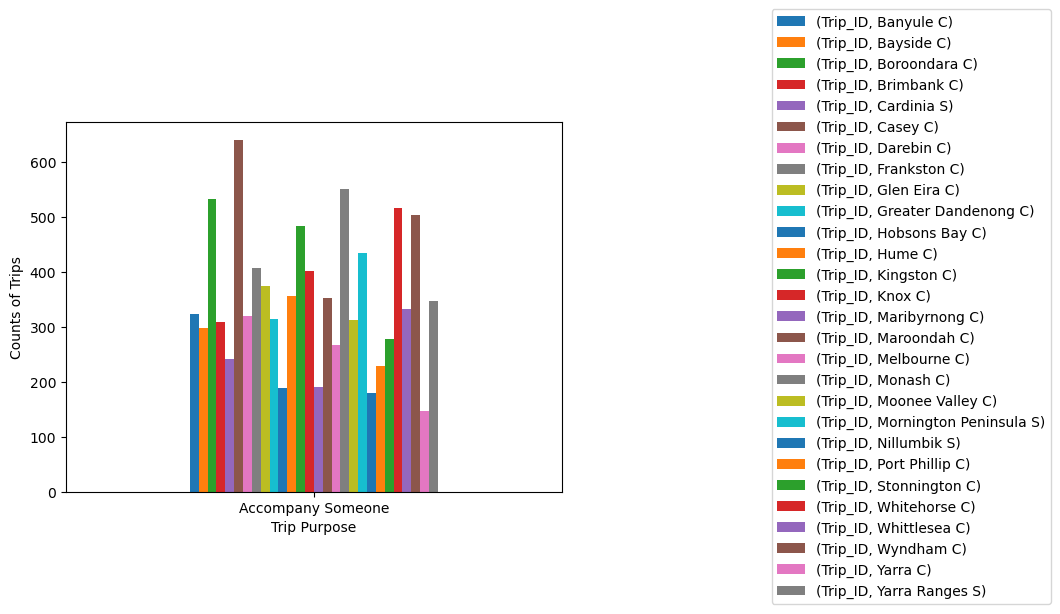 (Trip_ID, Banyule C)
(Trip_ID, Bayside C)
(Trip_ID, Boroondara C)
(Trip_ID, Brimbank C)
(Trip_ID, Cardinia S)
(Trip_ID, Casey C)
(Trip_ID, Darebin C)
(Trip_ID, Frankston C)
(Trip_ID, Glen Eira C)
(Trip_ID, Greater Dandenong C)
(Trip_ID, Hobsons Bay C)
(Trip_ID, Hume C)
(Trip_ID, Kingston C)
(Trip_ID, Knox C)
(Trip_ID, Maribyrnong C)
(Trip_ID, Maroondah C)
(Trip_ID, Melbourne C)
(Trip_ID, Monash C)
(Trip_ID, Moonee Valley C)
(Trip_ID, Mornington Peninsula S)
(Trip_ID, Nillumbik S)
(Trip_ID, Port Phillip C)
(Trip_ID, Stonnington C)
(Trip_ID, Whitehorse C)
(Trip_ID, Whittlesea C)
(Trip_ID, Wyndham C)
(Trip_ID, Yarra C)
(Trip_ID, Yarra Ranges S)
Counts of Trips
600
500
400
300
200
100
0
Accompany Someone
Trip Purpose